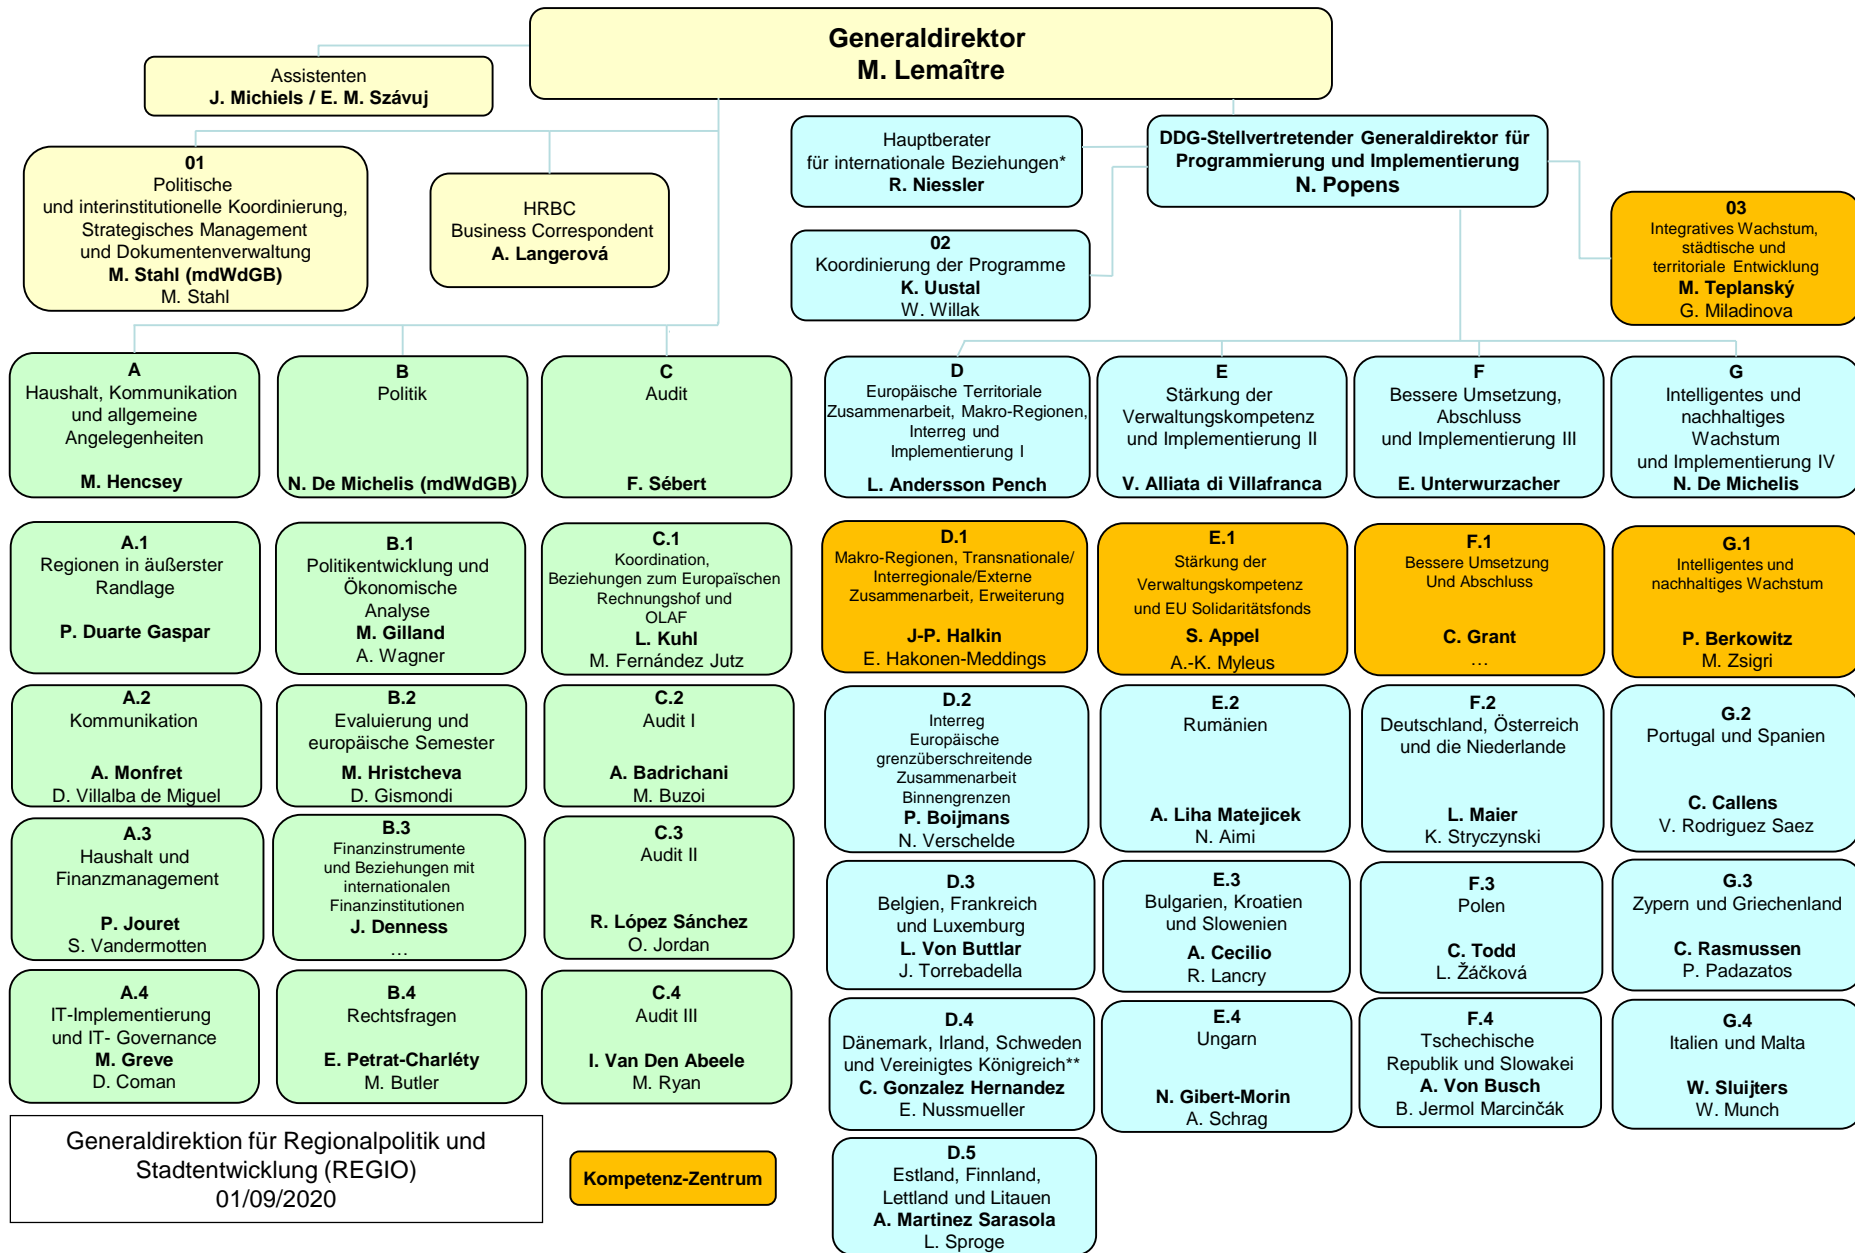 Generaldirektor
M. Lemaître
Assistenten
J. Michiels / E. M. Szávuj
01
Politische
und interinstitutionelle Koordinierung,
Strategisches Management
und Dokumentenverwaltung
M. Stahl (mdWdGB)
M. Stahl
HRBC
Business Correspondent
A. Langerová
Hauptberater
für internationale Beziehungen*
R. Niessler
DDG-Stellvertretender Generaldirektor für
Programmierung und Implementierung
N. Popens
02
Koordinierung der Programme
K. Uustal
W. Willak
03
Integratives Wachstum,
städtische und
territoriale Entwicklung
M. Teplanský
G. Miladinova
A
Haushalt, Kommunikation
und allgemeine
Angelegenheiten
M. Hencsey
B
Politik
N. De Michelis (mdWdGB)
C
Audit
F. Sébert
D
Europäische Territoriale
Zusammenarbeit, Makro-Regionen,
Interreg und
Implementierung I
L. Andersson Pench
E
Stärkung der
Verwaltungskompetenz
und Implementierung II
V. Alliata di Villafranca
F
Bessere Umsetzung,
Abschluss
und Implementierung III
E. Unterwurzacher
G
Intelligentes und
nachhaltiges
Wachstum
und Implementierung IV
N. De Michelis
A.1
Regionen in äußerster
Randlage
P. Duarte Gaspar
B.1
Politikentwicklung und
Ökonomische
Analyse
M. Gilland
A. Wagner
C.1
Koordination,
Beziehungen zum Europaïschen
Rechnungshof und
OLAF
L. Kuhl
M. Fernández Jutz
D.1
Makro-Regionen, Transnationale/
Interregionale/Externe
Zusammenarbeit, Erweiterung
J-P. Halkin
E. Hakonen-Meddings
E.1
Stärkung der
Verwaltungskompetenz
und EU Solidaritätsfonds
S. Appel
A.-K. Myleus
F.1
Bessere Umsetzung
Und Abschluss
C. Grant
…
G.1
Intelligentes und
nachhaltiges Wachstum
P. Berkowitz
M. Zsigri
A.2
Kommunikation
A. Monfret
D. Villalba de Miguel
B.2
Evaluierung und
europäische Semester
M. Hristcheva
D. Gismondi
C.2
Audit I
A. Badrichani
M. Buzoi
D.2
Interreg
Europäische
grenzüberschreitende
Zusammenarbeit
Binnengrenzen
P. Boijmans
N. Verschelde
E.2
Rumänien
A. Liha Matejicek
N. Aimi
F.2
Deutschland, Österreich
und die Niederlande
L. Maier
K. Stryczynski
G.2
Portugal und Spanien
C. Callens
V. Rodriguez Saez
A.3
Haushalt und
Finanzmanagement
P. Jouret
S. Vandermotten
B.3
Finanzinstrumente
und Beziehungen mit
internationalen
Finanzinstitutionen
J. Denness
…
C.3
Audit II
R. López Sánchez
O. Jordan
D.3
Belgien, Frankreich
und Luxemburg
L. Von Buttlar
J. Torrebadella
E.3
Bulgarien, Kroatien
und Slowenien
A. Cecilio
R. Lancry
F.3
Polen
C. Todd
L. Žáčková
G.3
Zypern und Griechenland
C. Rasmussen
P. Padazatos
A.4
IT-Implementierung
und IT- Governance
M. Greve
D. Coman
B.4
Rechtsfragen
E. Petrat-Charléty
M. Butler
C.4
Audit III
I. Van Den Abeele
M. Ryan
D.4
Dänemark, Irland, Schweden
und Vereinigtes Königreich**
C. Gonzalez Hernandez
E. Nussmueller
E.4
Ungarn
N. Gibert-Morin
A. Schrag
F.4
Tschechische
Republik und Slowakei
A. Von Busch
B. Jermol Marcinčák
G.4
Italien und Malta
W. Sluijters
W. Munch
D.5
Estland, Finnland,
Lettland und Litauen
A. Martinez Sarasola
L. Sproge
Generaldirektion für Regionalpolitik und
Stadtentwicklung (REGIO)
01/09/2020
Kompetenz-Zentrum